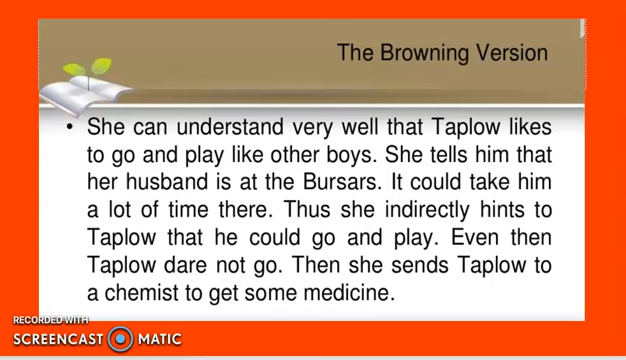 The Browning Version
• She can understand very well that Taplow likes
to go and play like other boys. She tells him that
her husband is at the Bursars. It could take him
a lot of time there. Thus she indirectly hints to
Taplow that he could go and play. Even then
Taplow dare not go. Then she sends Taplow to
a chemist to get some medicine.
RECORDED WITH
SCREENCAST MATIC